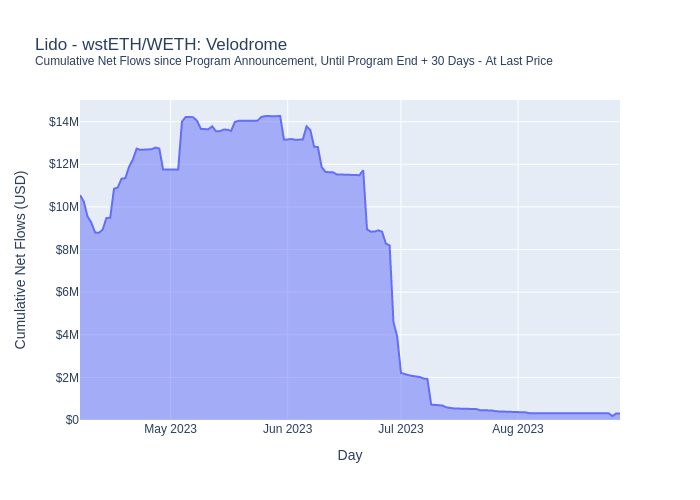 Lido - wstETH/WETH: Velodrome
Cumulative Net Flows since Program Announcement, Until Program End + 30 Days - At Last Price
Cumulative Net Flows (USD)
$14M
$12M
$10M
$8M
$6M
$4M
$2M
$0
May 2023
Jun 2023
Jul 2023
Aug 2023
Day